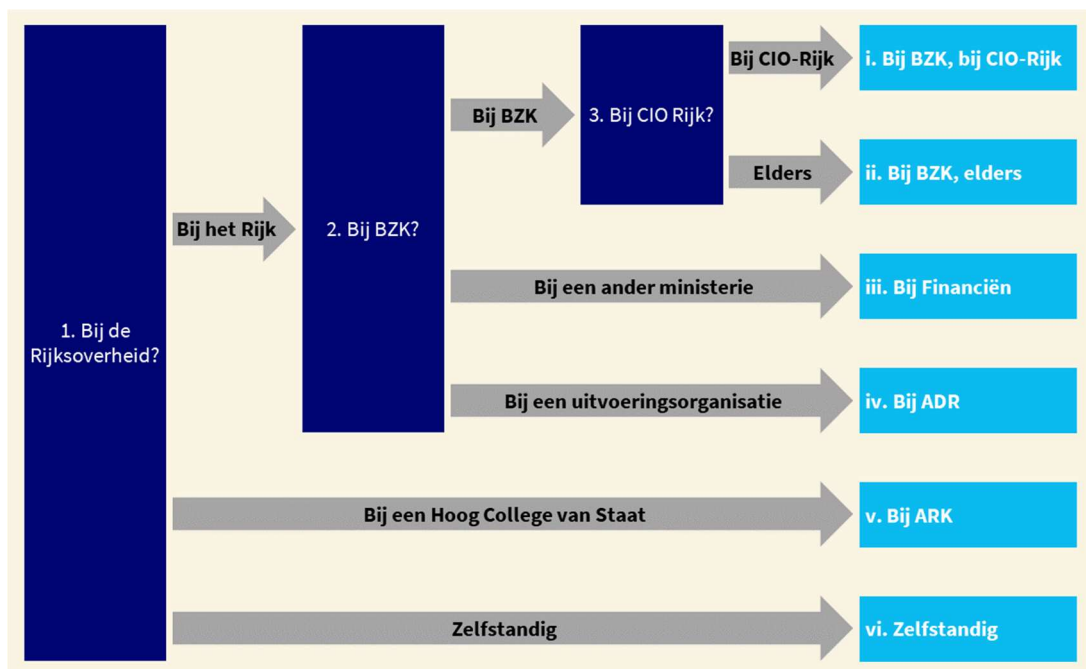 1. Bij de
Rijksoverheid?
Bij het Rijk
2. Bij BZK?
Bij BZK
3. Bij CIO Rijk?
Bij CIO-Rijk
i. Bij BZK, bij CIO-Rijk
Elders
ii. Bij BZK, elders
Bij een ander ministerie
iii. Bij Financiën
Bij een uitvoeringsorganisatie
iv. Bij ADR
Bij een Hoog College van Staat
v. Bij ARK
Zelfstandig
vi. Zelfstandig